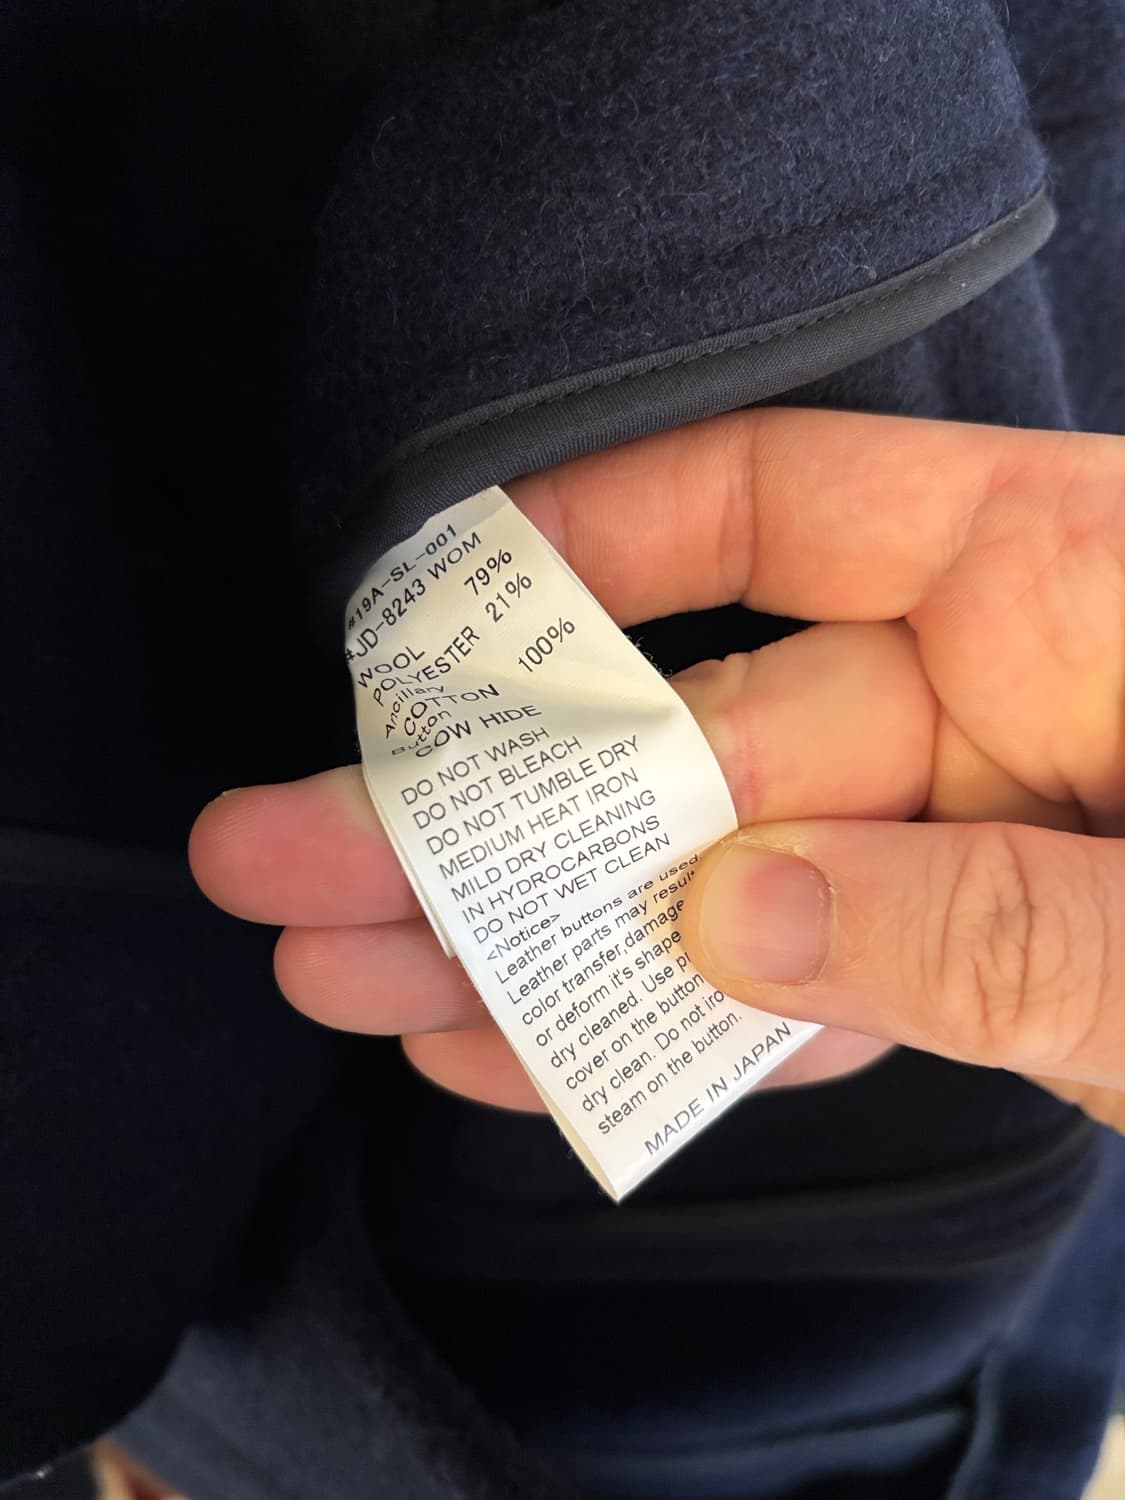 #19A-SL-001
#JD-8243 WOM
WOOL 79%
POLYESTER 21%
Ancillary
COTTON 100%
Button
COW HIDE
DO NOT WASH
DO NOT BLEACH
DO NOT TUMBLE DRY
MEDIUM HEAT IRON
MILD DRY CLEANING
IN HYDROCARBONS
DO NOT WET CLEAN
<Notice>
Leather buttons are used
Leather parts may result
color transfer,damage
or deform it's shape
dry cleaned. Use
cover on the button
dry clean. Do not
steam on the button.
MADE IN JAPAN